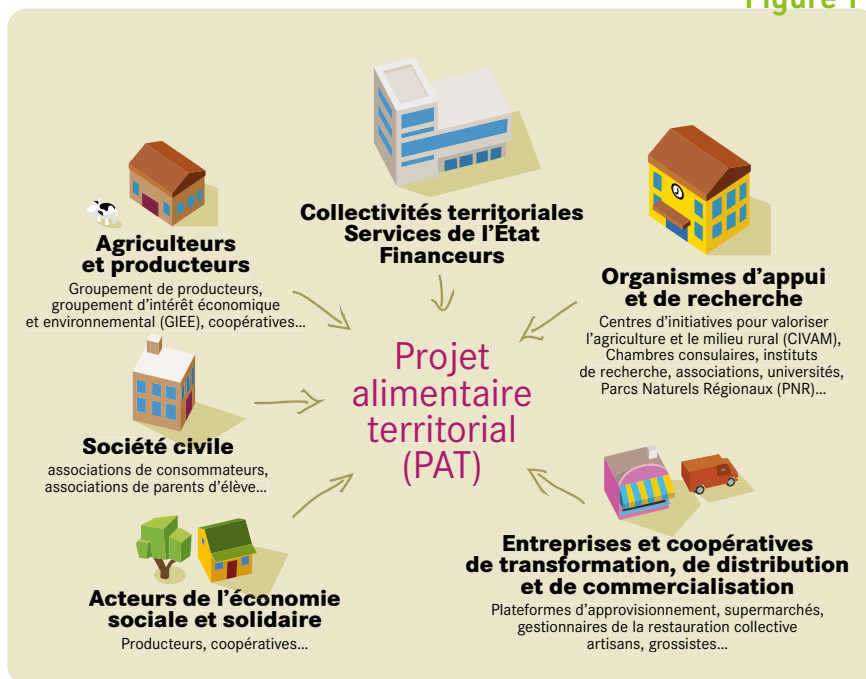 Figure 1
Collectivités territoriales
Services de l'État
Financeurs
Agriculteurs
et producteurs
Groupement de producteurs,
groupement d'intérêt économique
et environnemental (GIEE), coopératives...
Organismes d'appui
et de recherche
Centres d'initiatives pour valoriser
l'agriculture et le milieu rural (CIVAM),
Chambres consulaires, instituts
de recherche, associations, universités,
Parcs Naturels Régionaux (PNR)...
Projet
alimentaire
territorial
(PAT)
Société civile
associations de consommateurs,
associations de parents d'élève...
Acteurs de l'économie
sociale et solidaire
Producteurs, coopératives...
Entreprises et coopératives
de transformation, de distribution
et de commercialisation
Plateformes d'approvisionnement, supermarchés,
gestionnaires de la restauration collective
artisans, grossistes...